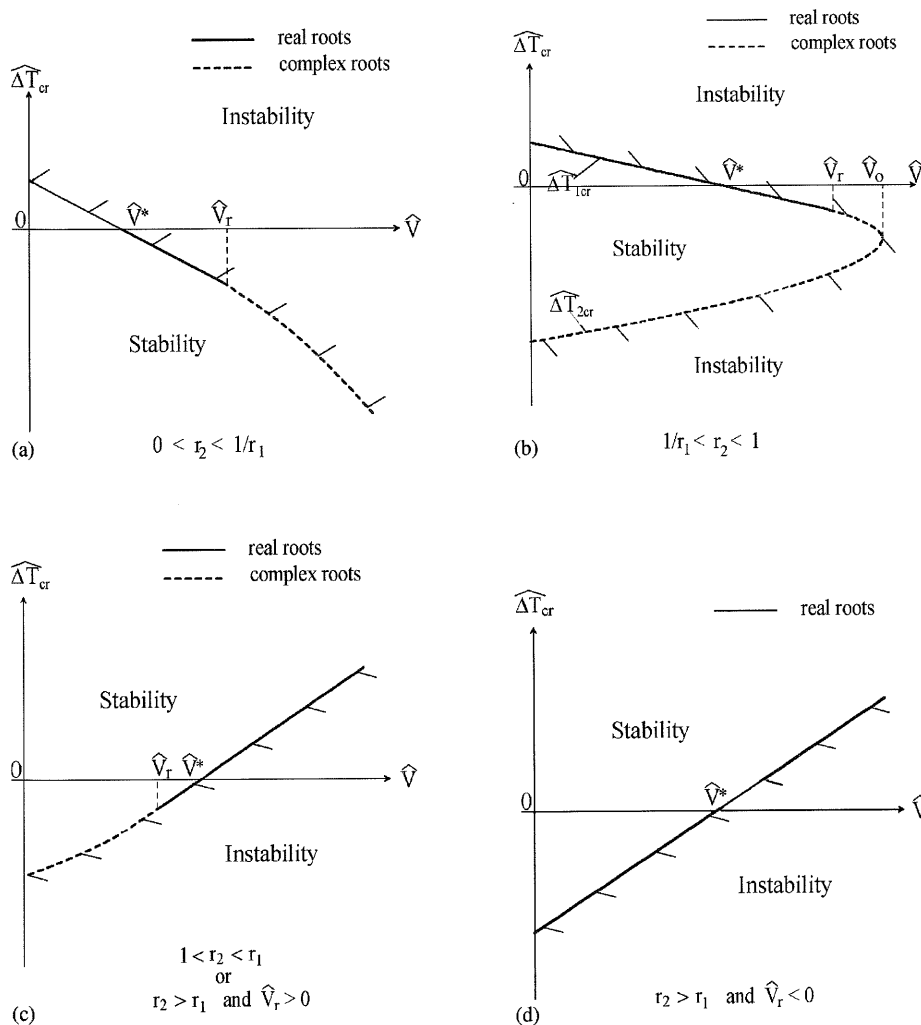 real roots
complex roots
ΔT̂cr
Instability
0
V̂*
V̂r
V̂
Stability
(a)
0 < r₂ < 1/r₁
real roots
complex roots
ΔT̂cr
Instability
0
ΔT̂1cr
V̂*
V̂r
V̂o
V̂
Stability
ΔT̂2cr
Instability
(b)
1/r₁ < r₂ < 1
real roots
complex roots
ΔT̂cr
Stability
0
V̂r
V̂*
V̂
Instability
1 < r₂ < r₁
or
(c)
r₂ > r₁ and V̂r > 0
real roots
ΔT̂cr
Stability
0
V̂*
V̂
Instability
(d)
r₂ > r₁ and V̂r < 0